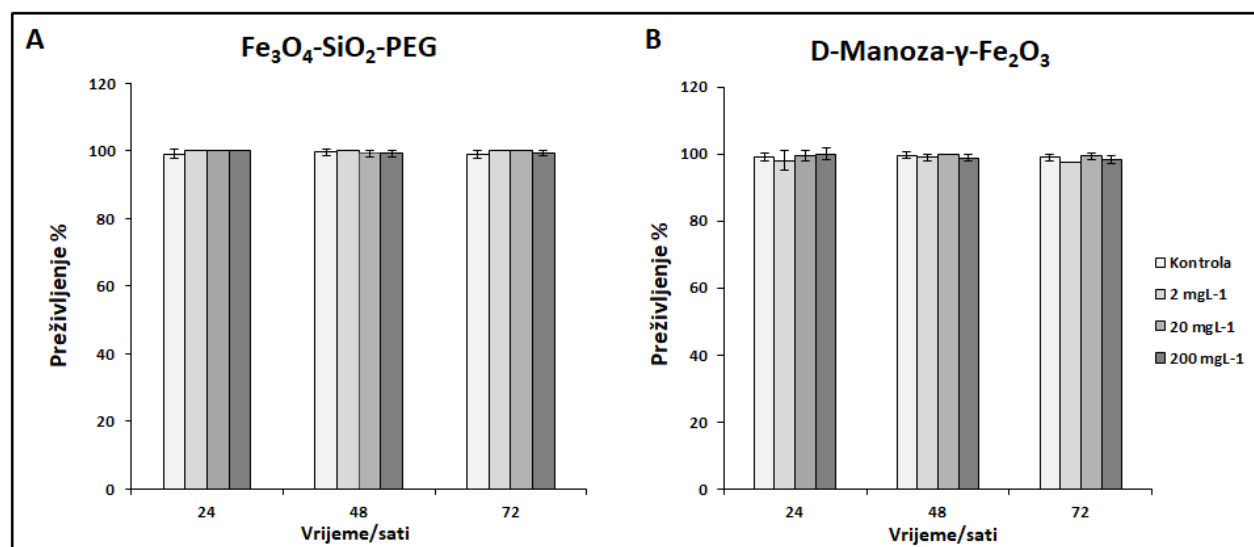 A
Fe₃O₄-SiO₂-PEG
120
100
80
60
40
20
0
Preživljenje %
24
48
72
Vrijeme/sati
B
D-Manoza-γ-Fe₂O₃
120
100
80
60
40
20
0
Preživljenje %
24
48
72
Vrijeme/sati
Kontrola
2 mgL-1
20 mgL-1
200 mgL-1